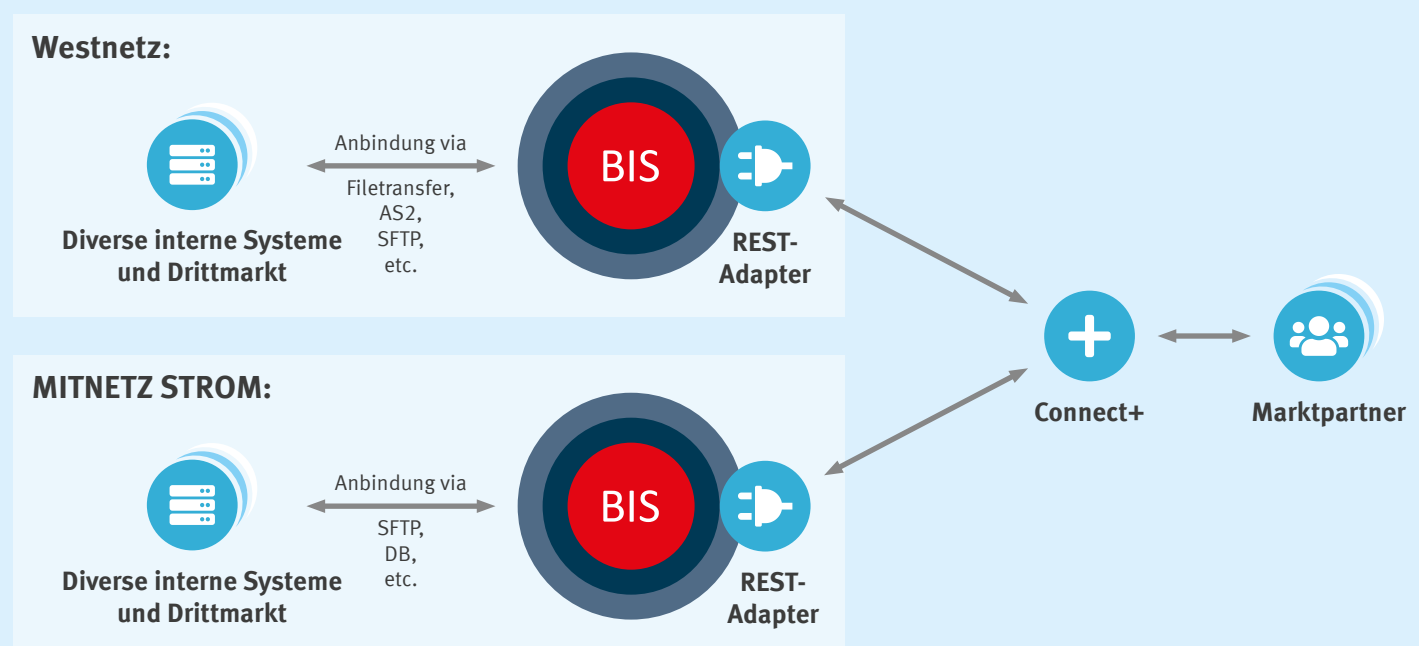 Westnetz:
Anbindung via
Filetransfer,
AS2,
SFTP,
etc.
Diverse interne Systeme
und Drittmarkt
BIS
REST-
Adapter
MITNETZ STROM:
Anbindung via
SFTP,
DB,
etc.
Diverse interne Systeme
und Drittmarkt
BIS
REST-
Adapter
Connect+
Marktpartner